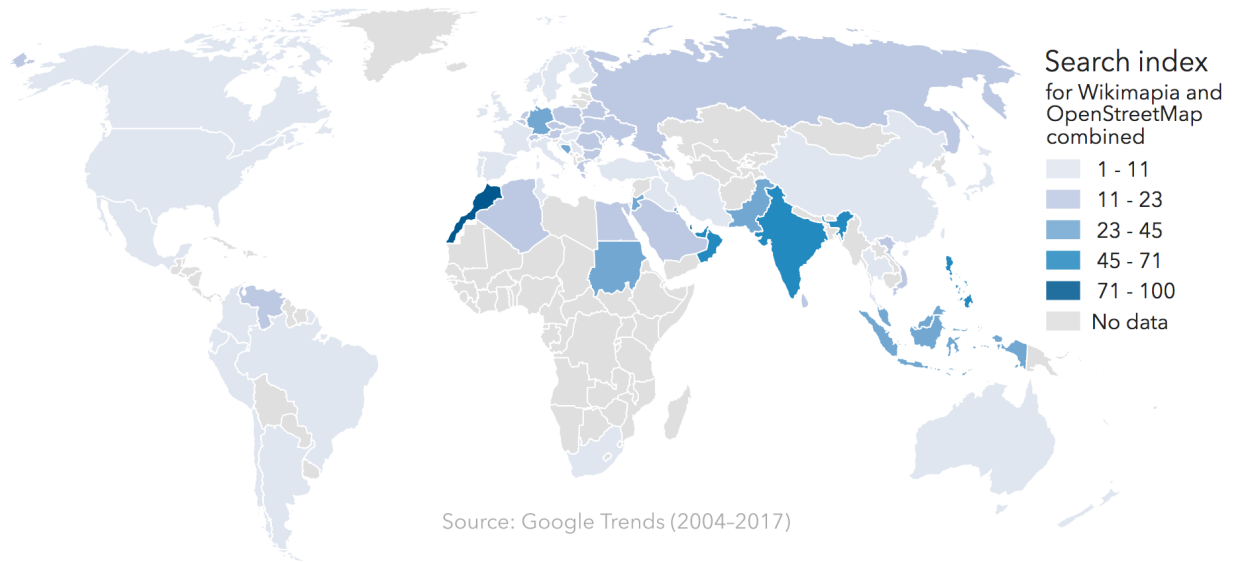 Search index
for Wikimapia and
OpenStreetMap
combined
1 - 11
11 - 23
23 - 45
45 - 71
71 - 100
No data
Source: Google Trends (2004–2017)